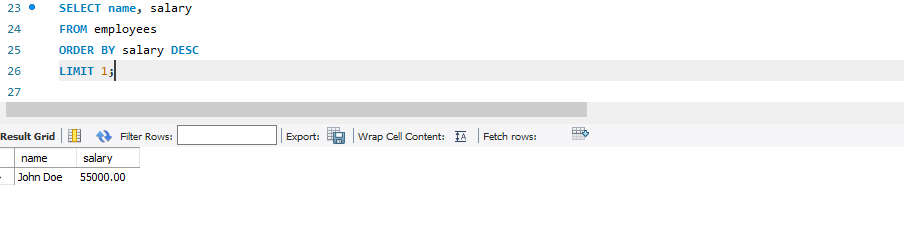 23 SELECT name, salary
24 FROM employees
25 ORDER BY salary DESC
26 LIMIT 1;
27
Result Grid Filter Rows: Export: Wrap Cell Content: IA Fetch rows:
name salary
John Doe 55000.00